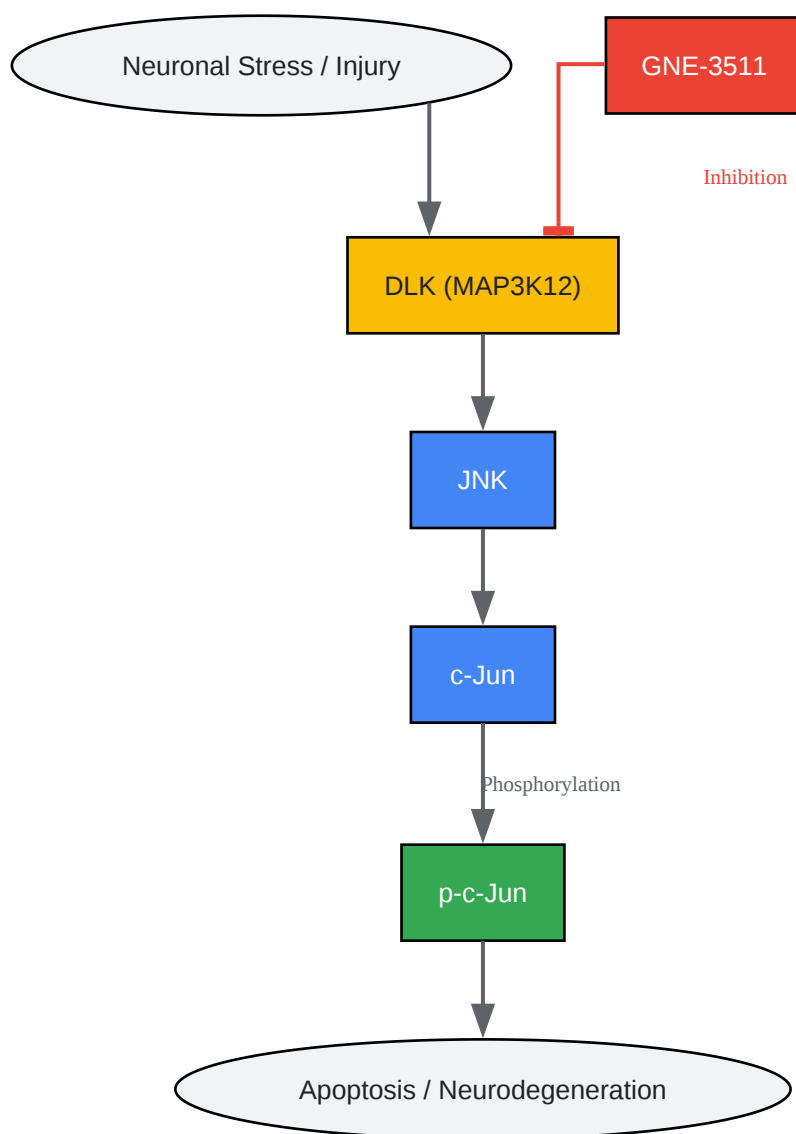 Neuronal Stress / Injury
GNE-3511
Inhibition
DLK (MAP3K12)
JNK
c-Jun
Phosphorylation
p-c-Jun
Apoptosis / Neurodegeneration